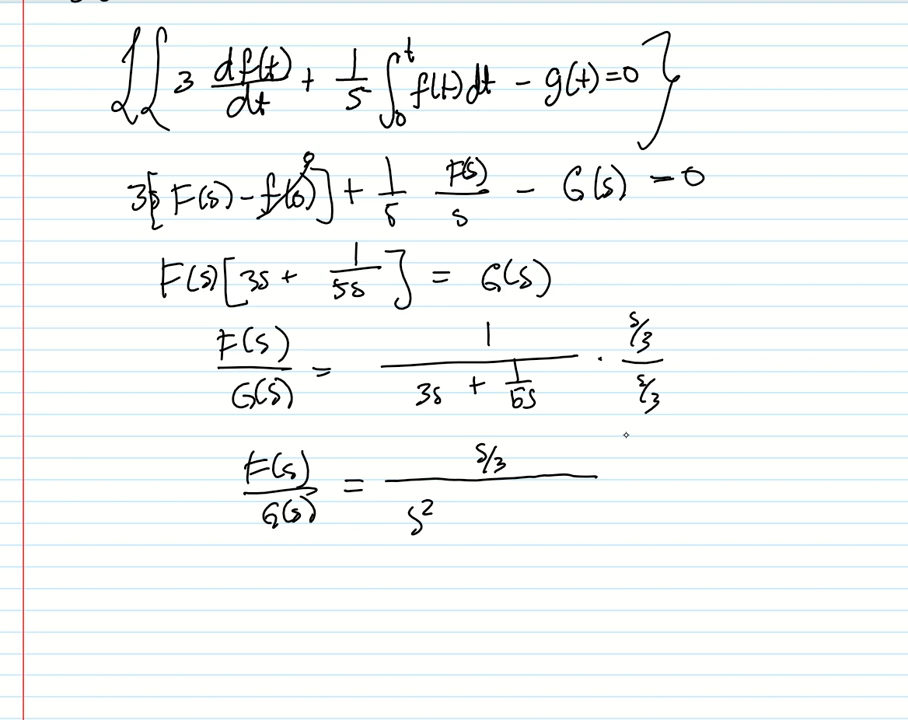 ℒ{ 3 df(t)/dt + 1/5 ∫₀ᵗ f(t)dt - g(t) = 0 }
3[s F(s) - f(0)⁰] + 1/5 F(s)/s - G(s) = 0
F(s)[3s + 1/5s] = G(s)
F(s)/G(s) = 1/(3s + 1/5s) · (s/3)/(s/3)
F(s)/G(s) = (s/3)/(s²